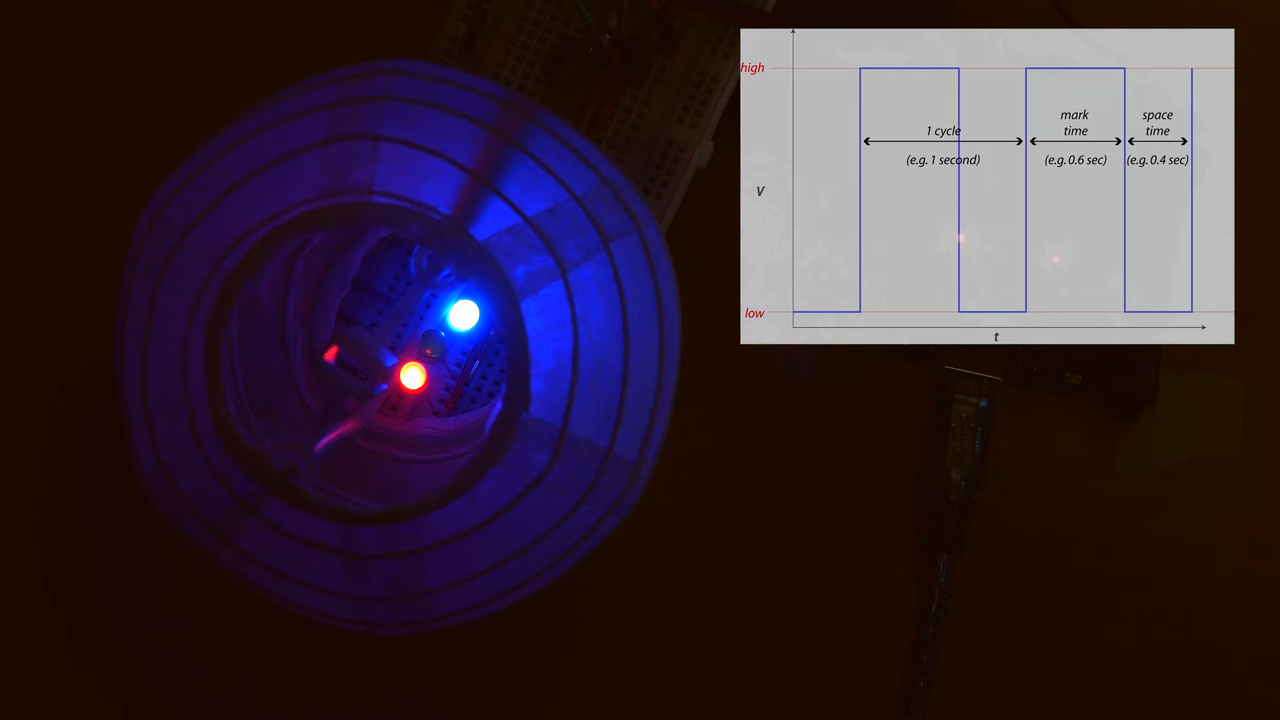 high
1 cycle
(e.g. 1 second)
mark
time
(e.g. 0.6 sec)
space
time
(e.g. 0.4 sec)
V
low
t